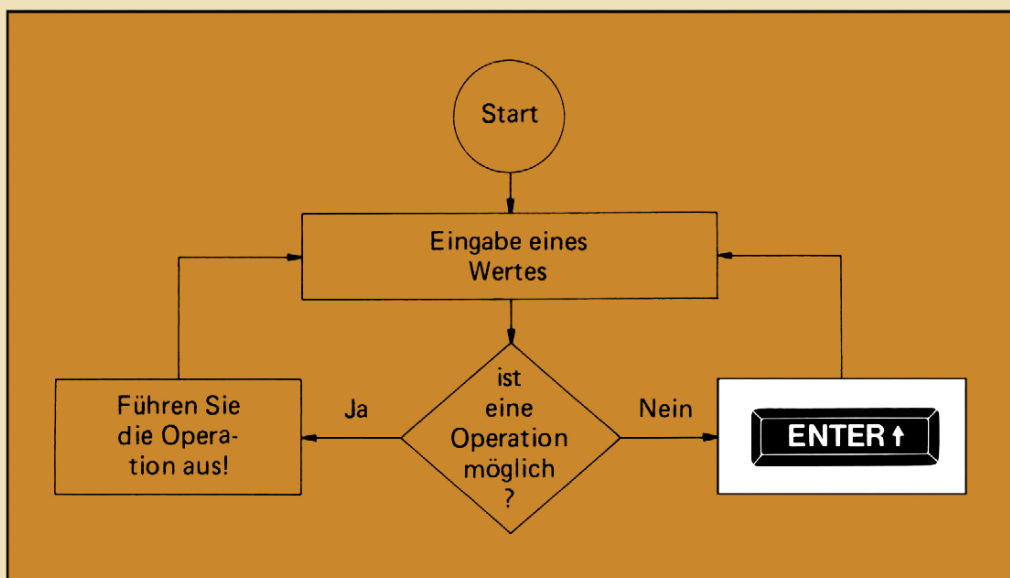 Start
Eingabe eines
Wertes
Führen Sie
die Opera-
tion aus!
Ja
ist
eine
Operation
möglich
?
Nein
ENTER ↑